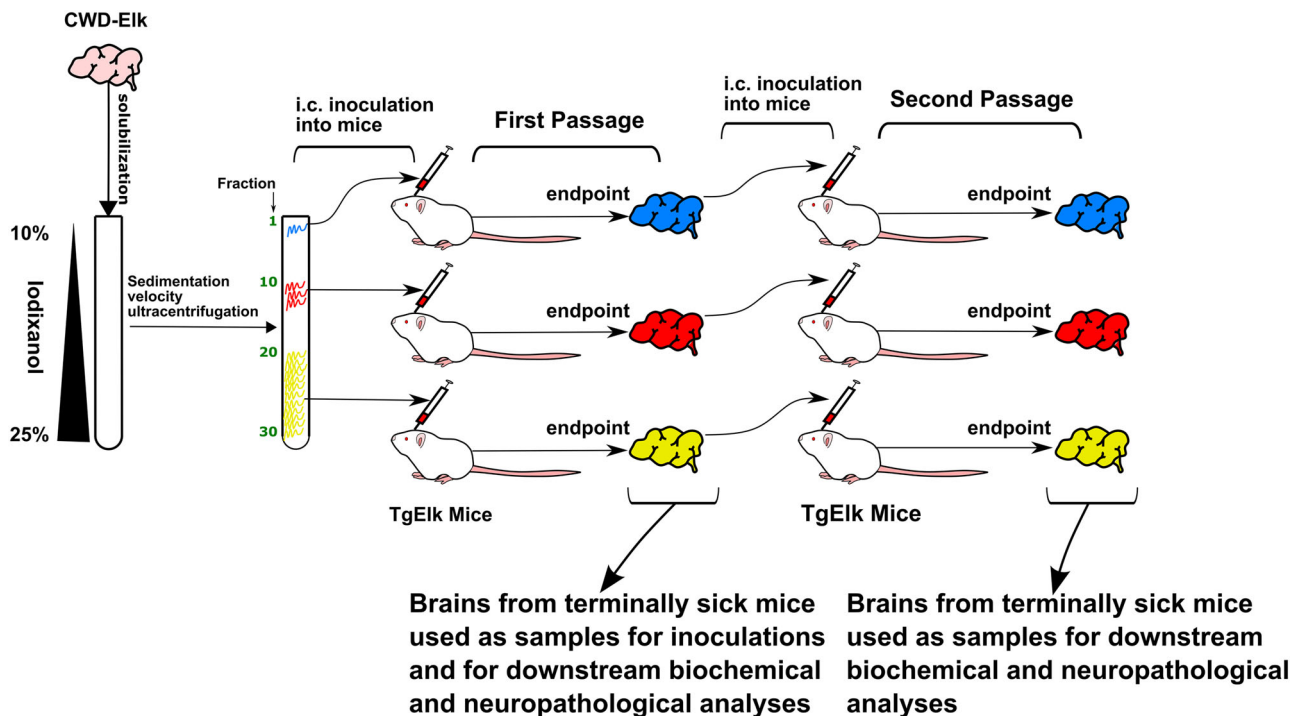 CWD-Elk
solubilization
10%
Iodixanol
25%
Sedimentation
velocity
ultracentrifugation
Fraction
1
10
20
30
i.c. inoculation
into mice
First Passage
endpoint
endpoint
endpoint
TgElk Mice
i.c. inoculation
into mice
Second Passage
endpoint
endpoint
endpoint
TgElk Mice
Brains from terminally sick mice
used as samples for inoculations
and for downstream biochemical
and neuropathological analyses
Brains from terminally sick mice
used as samples for downstream
biochemical and neuropathological
analyses